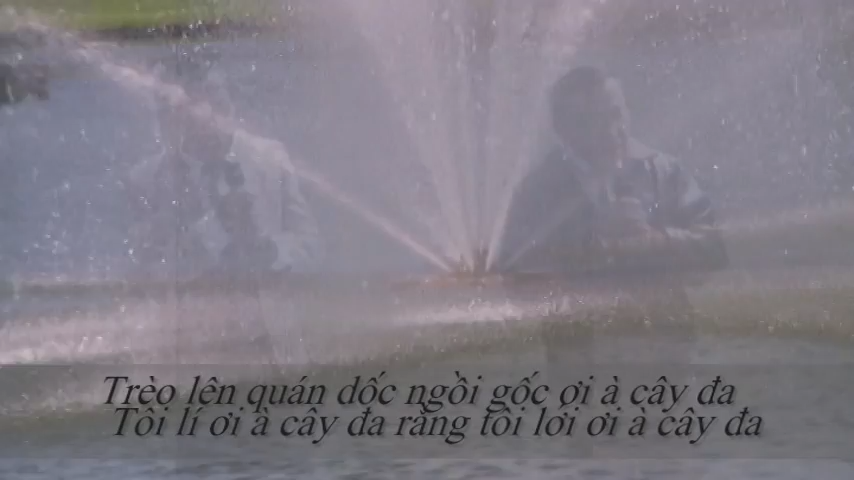 Trèo lên quán dốc ngồi gốc ơi à cây đa
Tôi lí ơi à cây đa rằng tôi lới ơi à cây đa